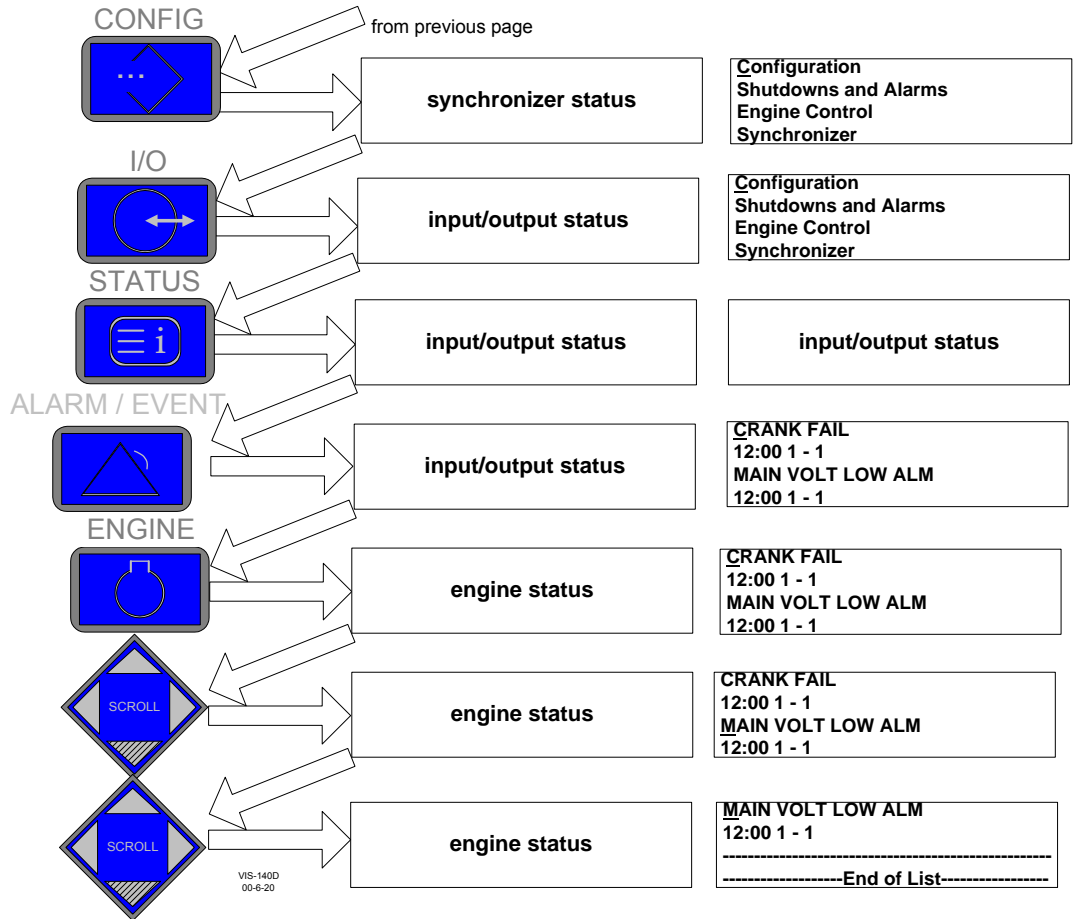 CONFIG
from previous page
...
synchronizer status
Configuration
Shutdowns and Alarms
Engine Control
Synchronizer
I/O
input/output status
Configuration
Shutdowns and Alarms
Engine Control
Synchronizer
STATUS
i
input/output status
input/output status
ALARM / EVENT
input/output status
CRANK FAIL
12:00 1 - 1
MAIN VOLT LOW ALM
12:00 1 - 1
ENGINE
engine status
CRANK FAIL
12:00 1 - 1
MAIN VOLT LOW ALM
12:00 1 - 1
SCROLL
engine status
CRANK FAIL
12:00 1 - 1
MAIN VOLT LOW ALM
12:00 1 - 1
SCROLL
engine status
MAIN VOLT LOW ALM
12:00 1 - 1
-----------------------------------------------------
-------------------End of List-----------------
VIS-140D
00-6-20